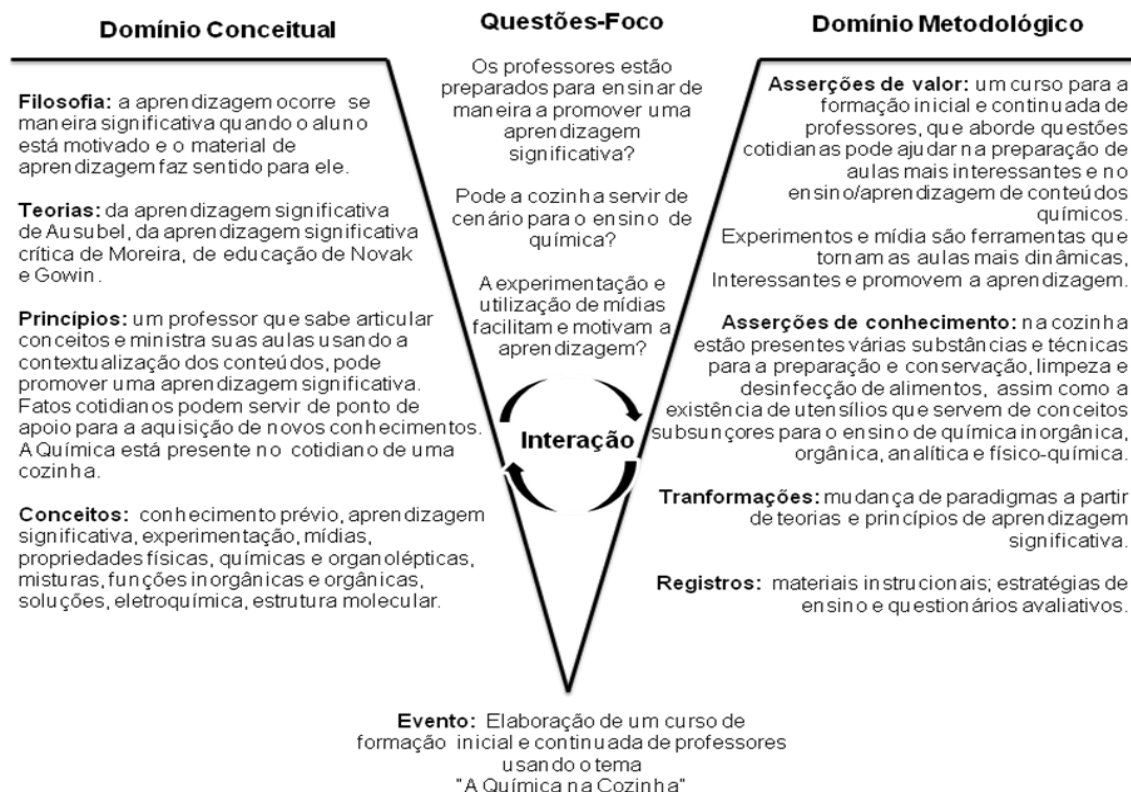 Domínio Conceitual
Filosofia: a aprendizagem ocorre se
maneira significativa quando o aluno
está motivado e o material de
aprendizagem faz sentido para ele.
Teorias: da aprendizagem significativa
de Ausubel, da aprendizagem significativa
crítica de Moreira, de educação de Novak
e Gowin.
Princípios: um professor que sabe articular
conceitos e ministra suas aulas usando a
contextualização dos conteúdos, pode
promover uma aprendizagem significativa.
Fatos cotidianos podem servir de ponto de
apoio para a aquisição de novos conhecimentos.
A Química está presente no cotidiano de uma
cozinha.
Conceitos: conhecimento prévio, aprendizagem
significativa, experimentação, mídias,
propriedades físicas, químicas e organolépticas,
misturas, funções inorgânicas e orgânicas,
soluções, eletroquímica, estrutura molecular.
Questões-Foco
Os professores estão
preparados para ensinar de
maneira a promover uma
aprendizagem
significativa?
Pode a cozinha servir de
cenário para o ensino de
química?
A experimentação e
utilização de mídias
facilitam e motivam a
aprendizagem?
Interação
Domínio Metodológico
Asserções de valor: um curso para a
formação inicial e continuada de
professores, que aborde questões
cotidianas pode ajudar na preparação de
aulas mais interessantes e no
ensino/aprendizagem de conteúdos
químicos.
Experimentos e mídia são ferramentas que
tornam as aulas mais dinâmicas,
Interessantes e promovem a aprendizagem.
Asserções de conhecimento: na cozinha
estão presentes várias substâncias e técnicas
para a preparação e conservação, limpeza e
desinfecção de alimentos, assim como a
existência de utensílios que servem de conceitos
subsunçores para o ensino de química inorgânica,
orgânica, analítica e físico-química.
Tranformações: mudança de paradigmas a partir
de teorias e princípios de aprendizagem
significativa.
Registros: materiais instrucionais; estratégias de
ensino e questionários avaliativos.
Evento: Elaboração de um curso de
formação inicial e continuada de professores
usando o tema
"A Química na Cozinha"